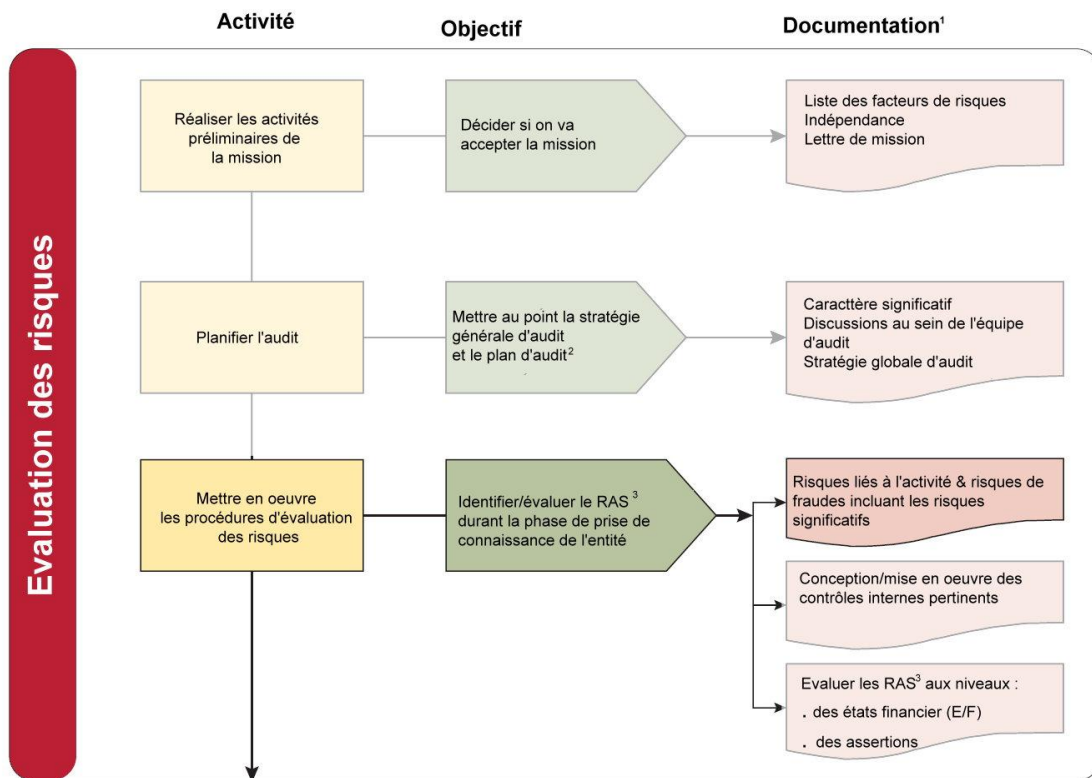 Activité
Objectif
Documentation¹
Evaluation des risques
Réaliser les activités
préliminaires de
la mission
Décider si on va
accepter la mission
Liste des facteurs de risques
Indépendance
Lettre de mission
Planifier l'audit
Mettre au point la stratégie
générale d'audit
et le plan d'audit²
Caracttère significatif
Discussions au sein de l'équipe
d'audit
Stratégie globale d'audit
Mettre en oeuvre
les procédures d'évaluation
des risques
Identifier/évaluer le RAS ³
durant la phase de prise de
connaissance de l'entité
Risques liés à l'activité & risques de
fraudes incluant les risques
significatifs
Conception/mise en oeuvre des
contrôles internes pertinents
Evaluer les RAS³ aux niveaux :
. des états financier (E/F)
. des assertions